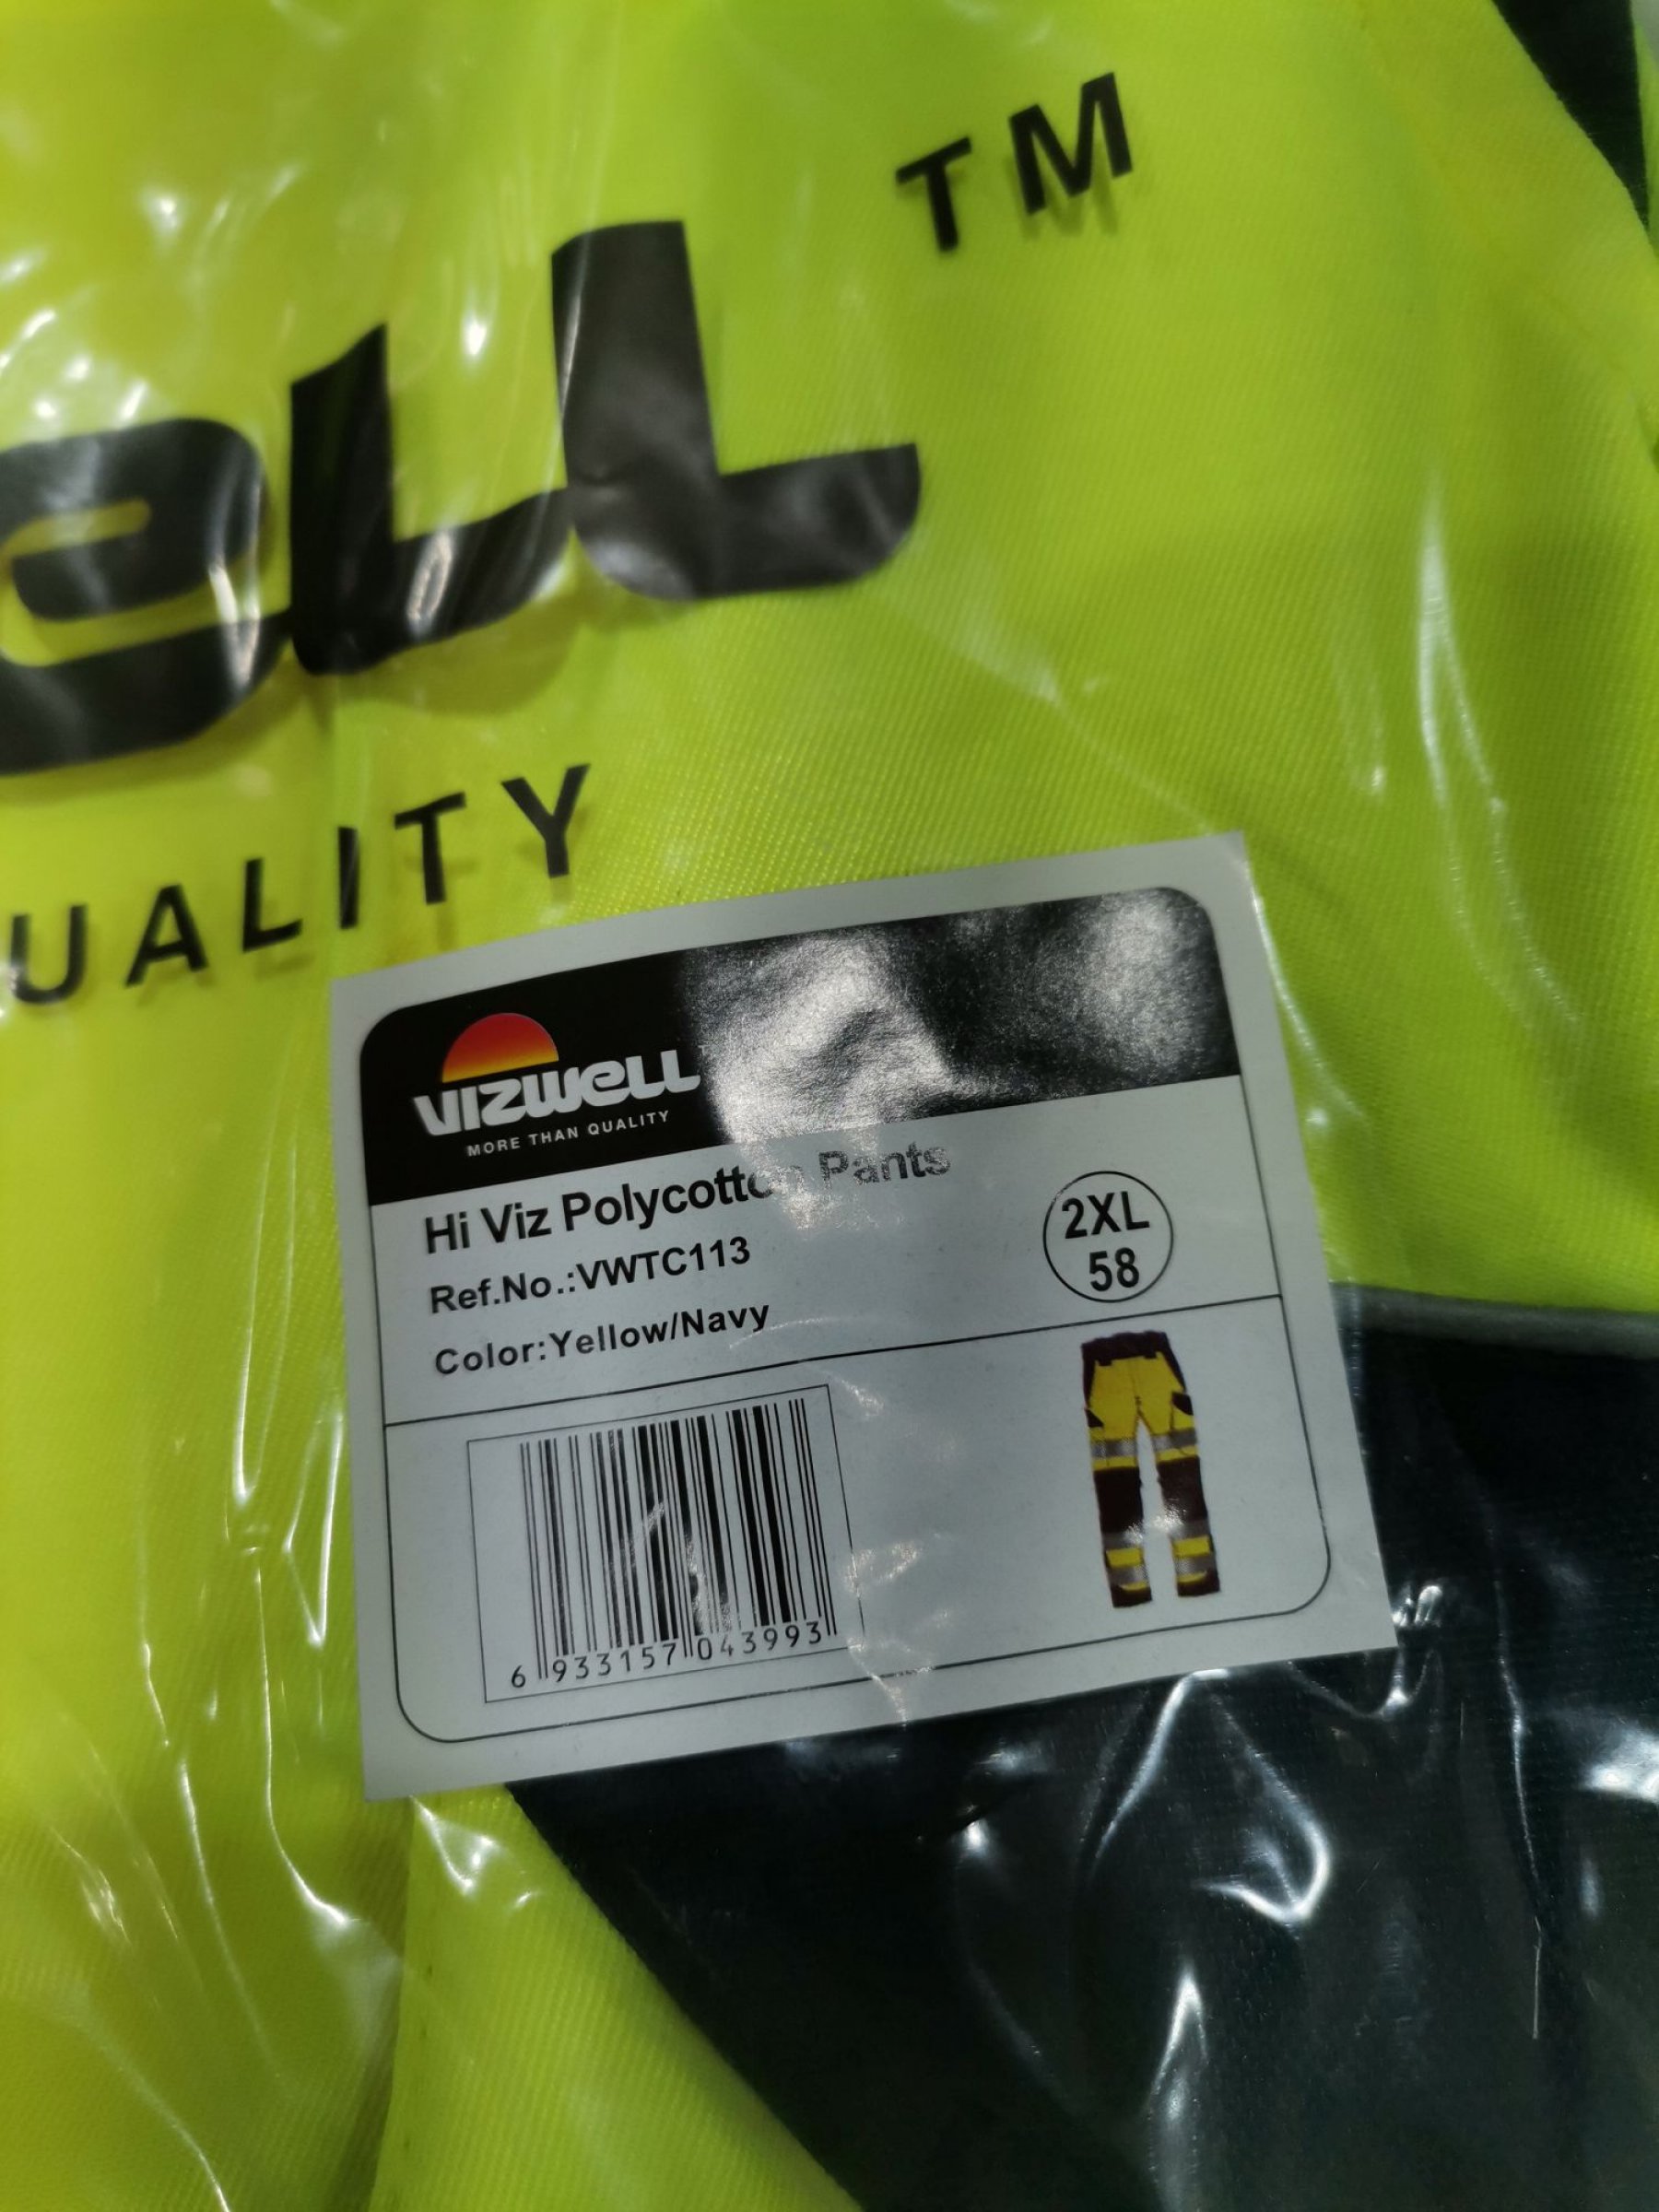 eLL TM
UALITY
VIZWELL
MORE THAN QUALITY
Hi Viz Polycotton Pants
Ref.No.:VWTC113
Color:Yellow/Navy
2XL
58
6 933157 043993